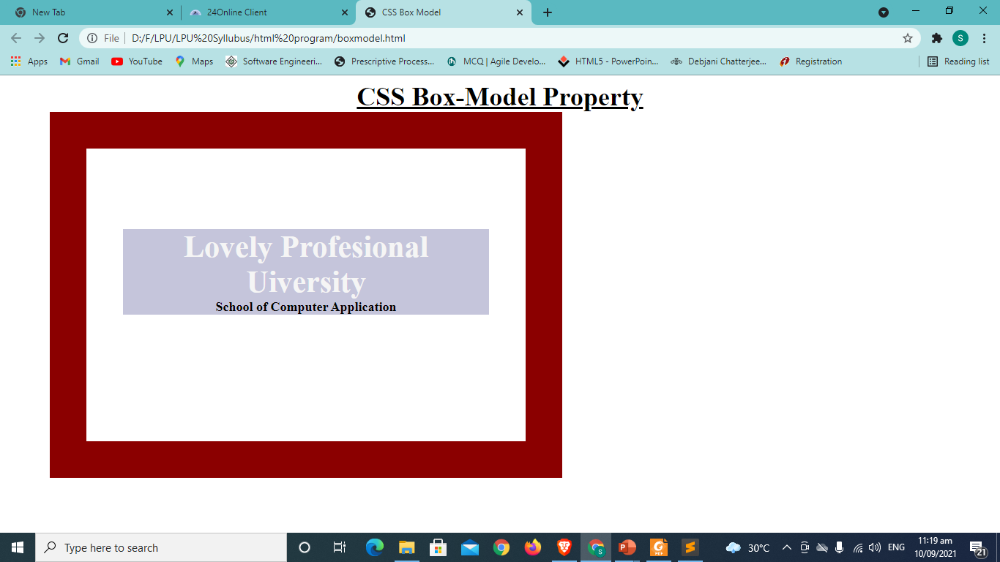 New Tab
24Online Client
CSS Box Model
File
D:/F/LPU/LPU%20Syllubus/html%20program/boxmodel.html
S
Apps
Gmail
YouTube
Maps
Software Engineeri...
Prescriptive Process...
MCQ | Agile Develo...
HTML5 - PowerPoin...
Debjani Chatterjee...
Registration
Reading list
CSS Box-Model Property
Lovely Profesional
Uiversity
School of Computer Application
Type here to search
30°C
ENG
11:19 am
10/09/2021
21